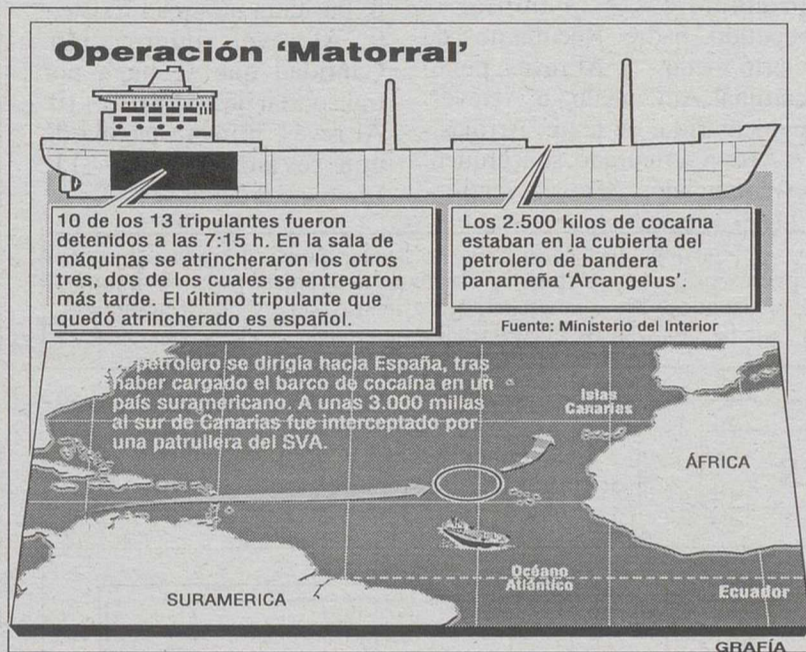 Operación 'Matorral'
10 de los 13 tripulantes fueron
detenidos a las 7:15 h. En la sala de
máquinas se atrincheraron los otros
tres, dos de los cuales se entregaron
más tarde. El último tripulante que
quedó atrincherado es español.
Los 2.500 kilos de cocaína
estaban en la cubierta del
petrolero de bandera
panameña 'Arcangelus'.
Fuente: Ministerio del Interior
petrolero se dirigía hacia España, tras
haber cargado el barco de cocaína en un
país suramericano. A unas 3.000 millas
al sur de Canarias fue interceptado por
una patrullera del SVA.
Islas
Canarias
ÁFRICA
Océano
Atlántico
Ecuador
SURAMERICA
GRAFÍA